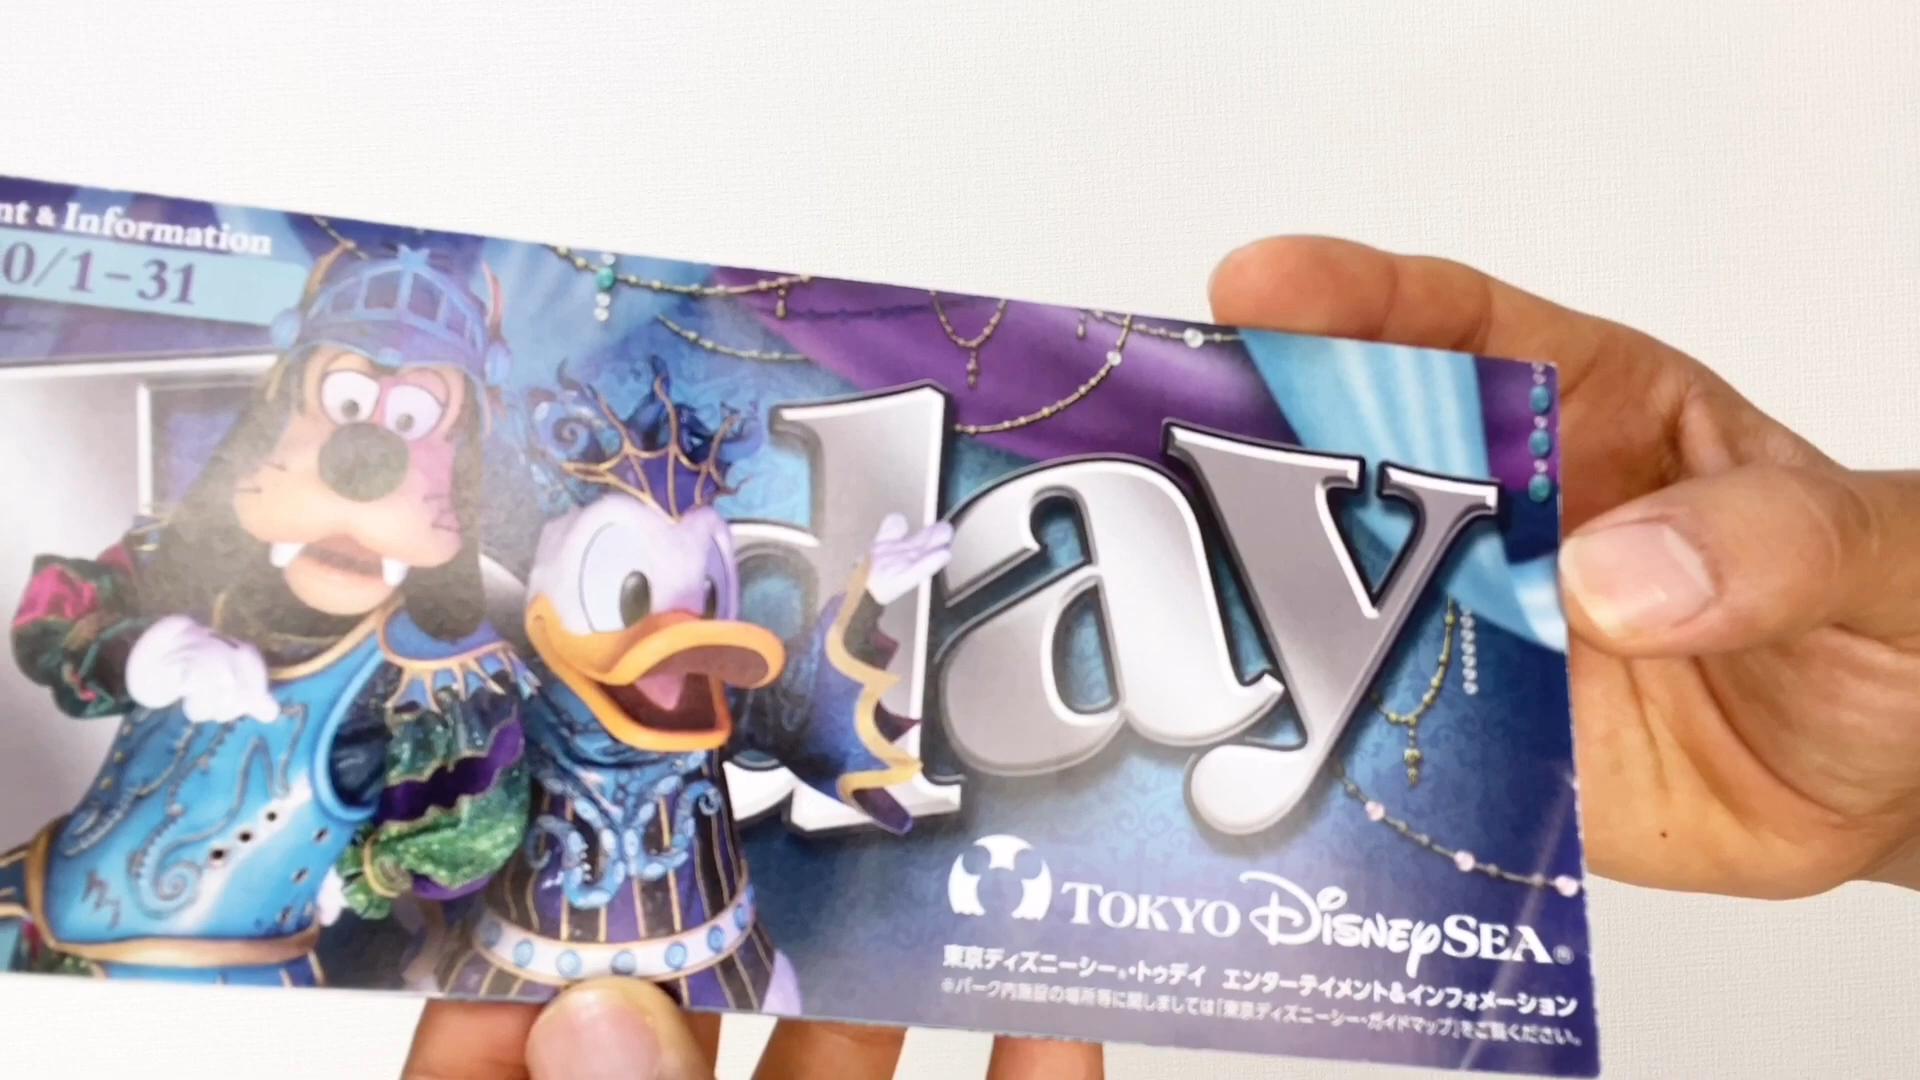 nt & Information
0/1-31
day
TOKYO DISNEYSEA®
東京ディズニーシー®・トゥデイ エンターテイメント&インフォメーション
※パーク内施設の場所等に関しましては「東京ディズニーシー・ガイドマップ」をご覧ください。